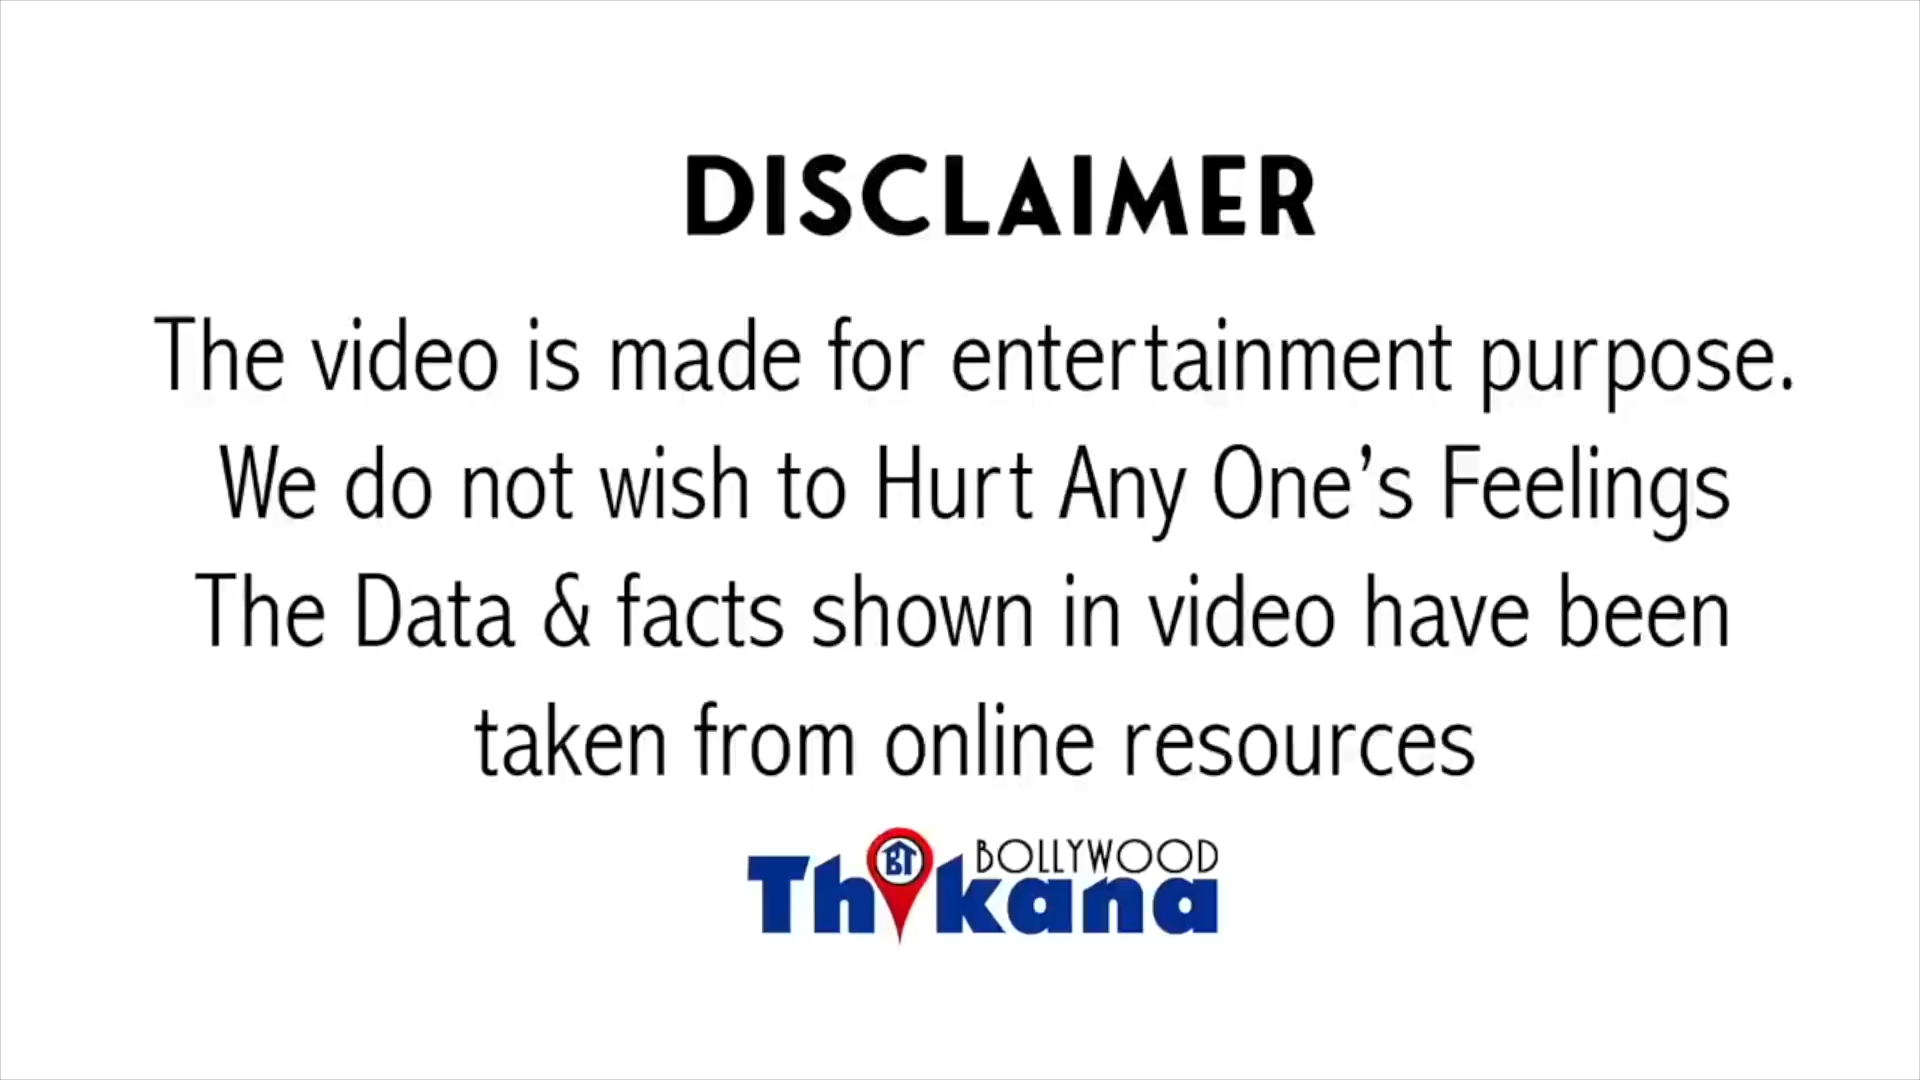 DISCLAIMER
The video is made for entertainment purpose.
We do not wish to Hurt Any One’s Feelings
The Data & facts shown in video have been
taken from online resources
BOLLYWOOD
Thikana
BT